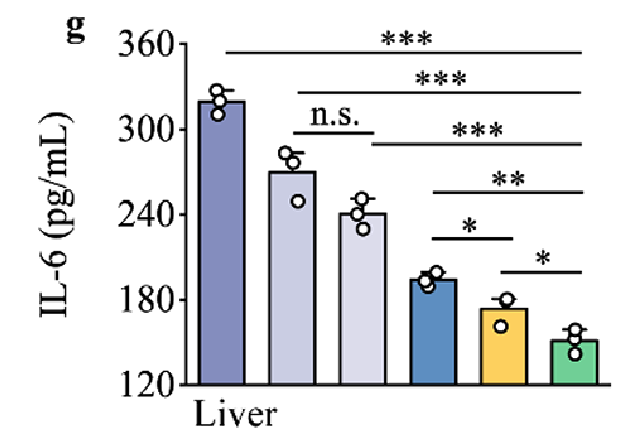 g
360
***
***
n.s.
300
***
**
240
*
*
180
120
IL-6 (pg/mL)
Liver